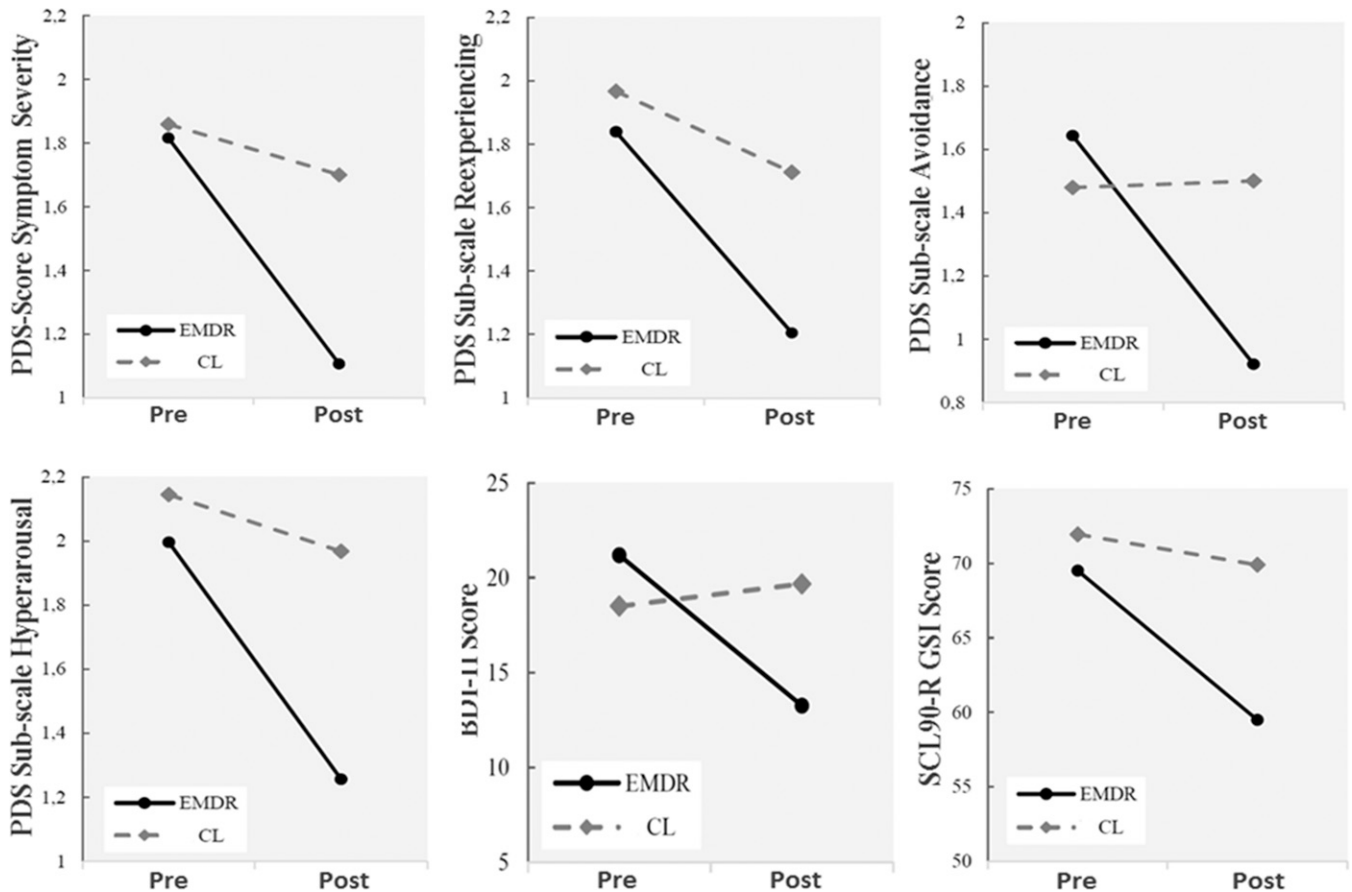 PDS-Score Symptom Severity
2,2
2
1,8
1,6
1,4
1,2
1
EMDR
CL
Pre Post
PDS Sub-scale Reexperiencing
2,2
2
1,8
1,6
1,4
1,2
1
EMDR
CL
Pre Post
PDS Sub-scale Avoidance
2
1,8
1,6
1,4
1,2
1
0,8
EMDR
CL
Pre Post
PDS Sub-scale Hyperarousal
2,2
2
1,8
1,6
1,4
1,2
1
EMDR
CL
Pre Post
BDI-II Score
25
20
15
10
5
EMDR
CL
Pre Post
SCL90-R GSI Score
75
70
65
60
55
50
EMDR
CL
Pre Post